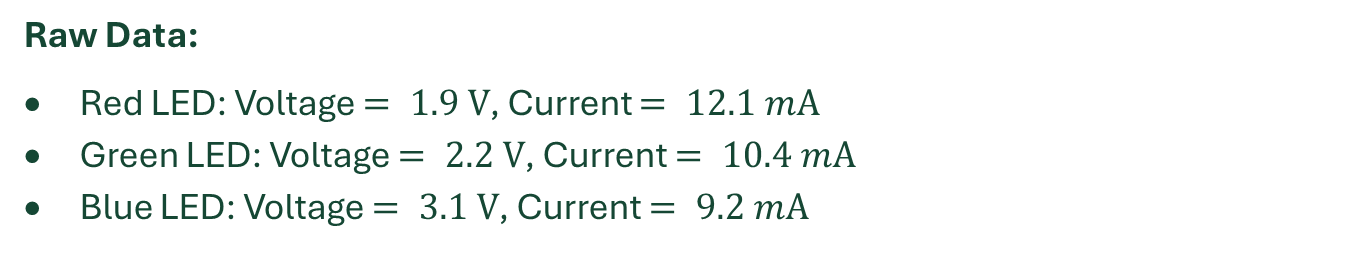 Raw Data:
• Red LED: Voltage = 1.9 V, Current = 12.1 mA
• Green LED: Voltage = 2.2 V, Current = 10.4 mA
• Blue LED: Voltage = 3.1 V, Current = 9.2 mA